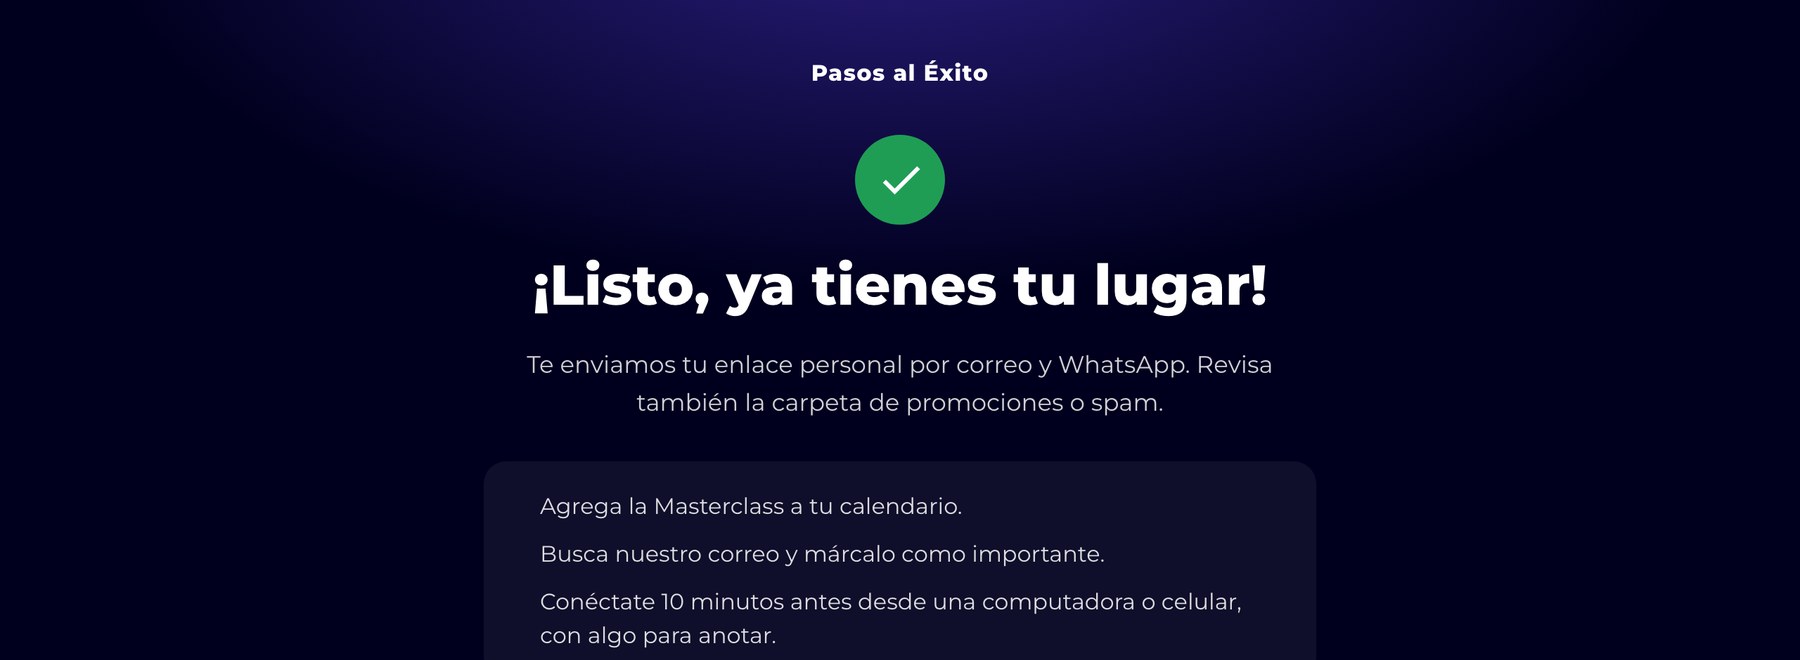 Pasos al Éxito
¡Listo, ya tienes tu lugar!
Te enviamos tu enlace personal por correo y WhatsApp. Revisa
también la carpeta de promociones o spam.
Agrega la Masterclass a tu calendario.
Busca nuestro correo y márcalo como importante.
Conéctate 10 minutos antes desde una computadora o celular,
con algo para anotar.